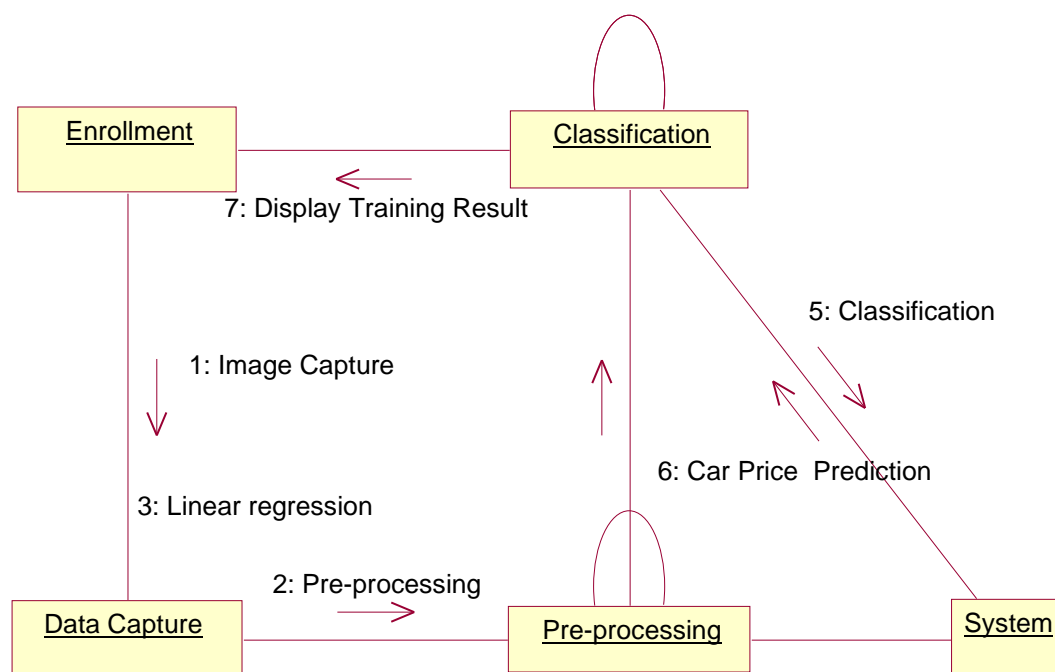 Enrollment
Classification
7: Display Training Result
5: Classification
1: Image Capture
6: Car Price  Prediction
3: Linear regression
2: Pre-processing
Data Capture
Pre-processing
System